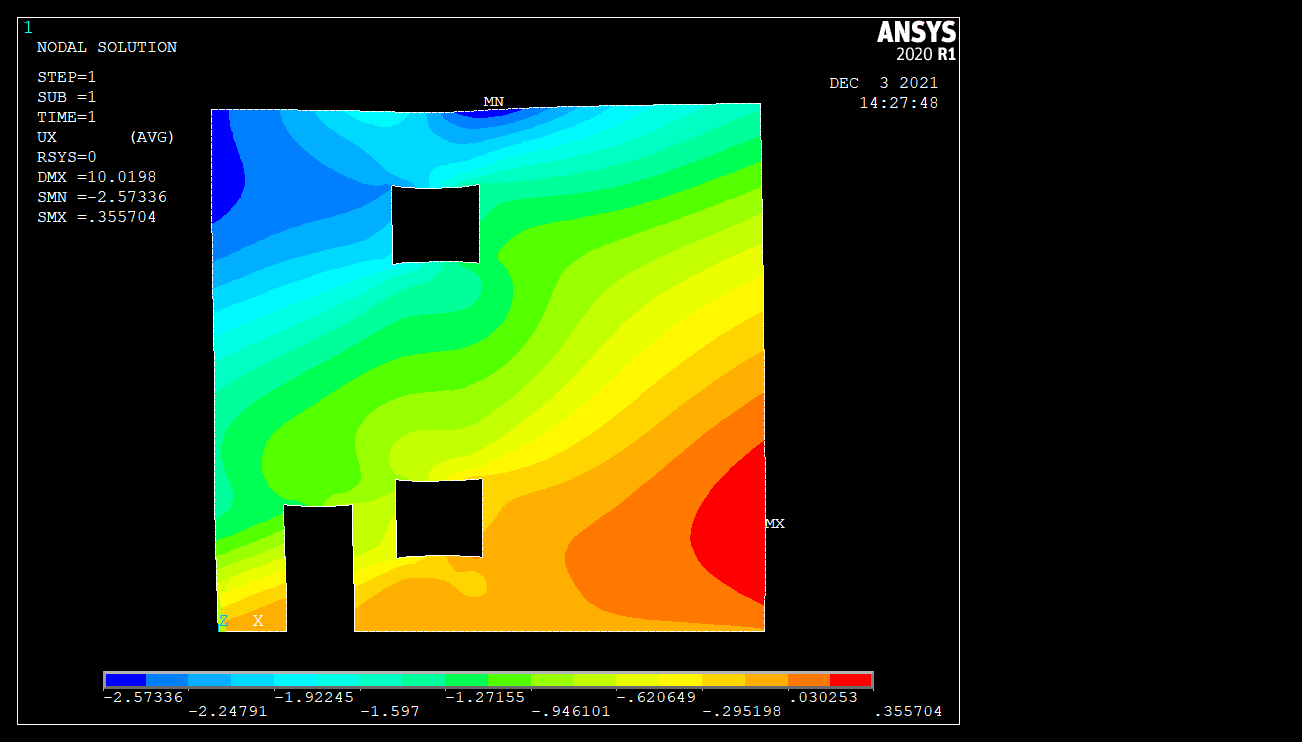 1
ANSYS
2020 R1
NODAL SOLUTION
STEP=1
SUB =1
TIME=1
UX (AVG)
RSYS=0
DMX =10.0198
SMN =-2.57336
SMX =.355704
DEC 3 2021
14:27:48
MN
MX
Z X
-2.57336 -1.92245 -1.27155 -.620649 .030253
-2.24791 -1.597 -.946101 -.295198 .355704